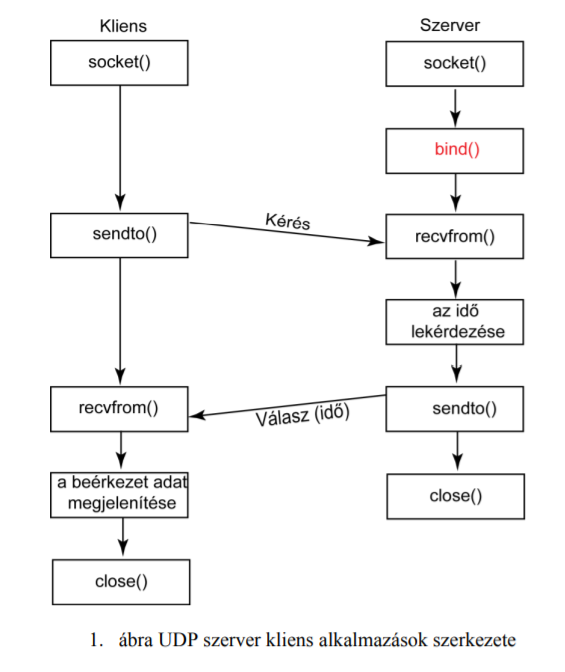 Kliens
Szerver
socket()
socket()
bind()
sendto()
Kérés
recvfrom()
az idő
lekérdezése
recvfrom()
Válasz (idő)
sendto()
a beérkezet adat
megjelenítése
close()
close()
1. ábra UDP szerver kliens alkalmazások szerkezete